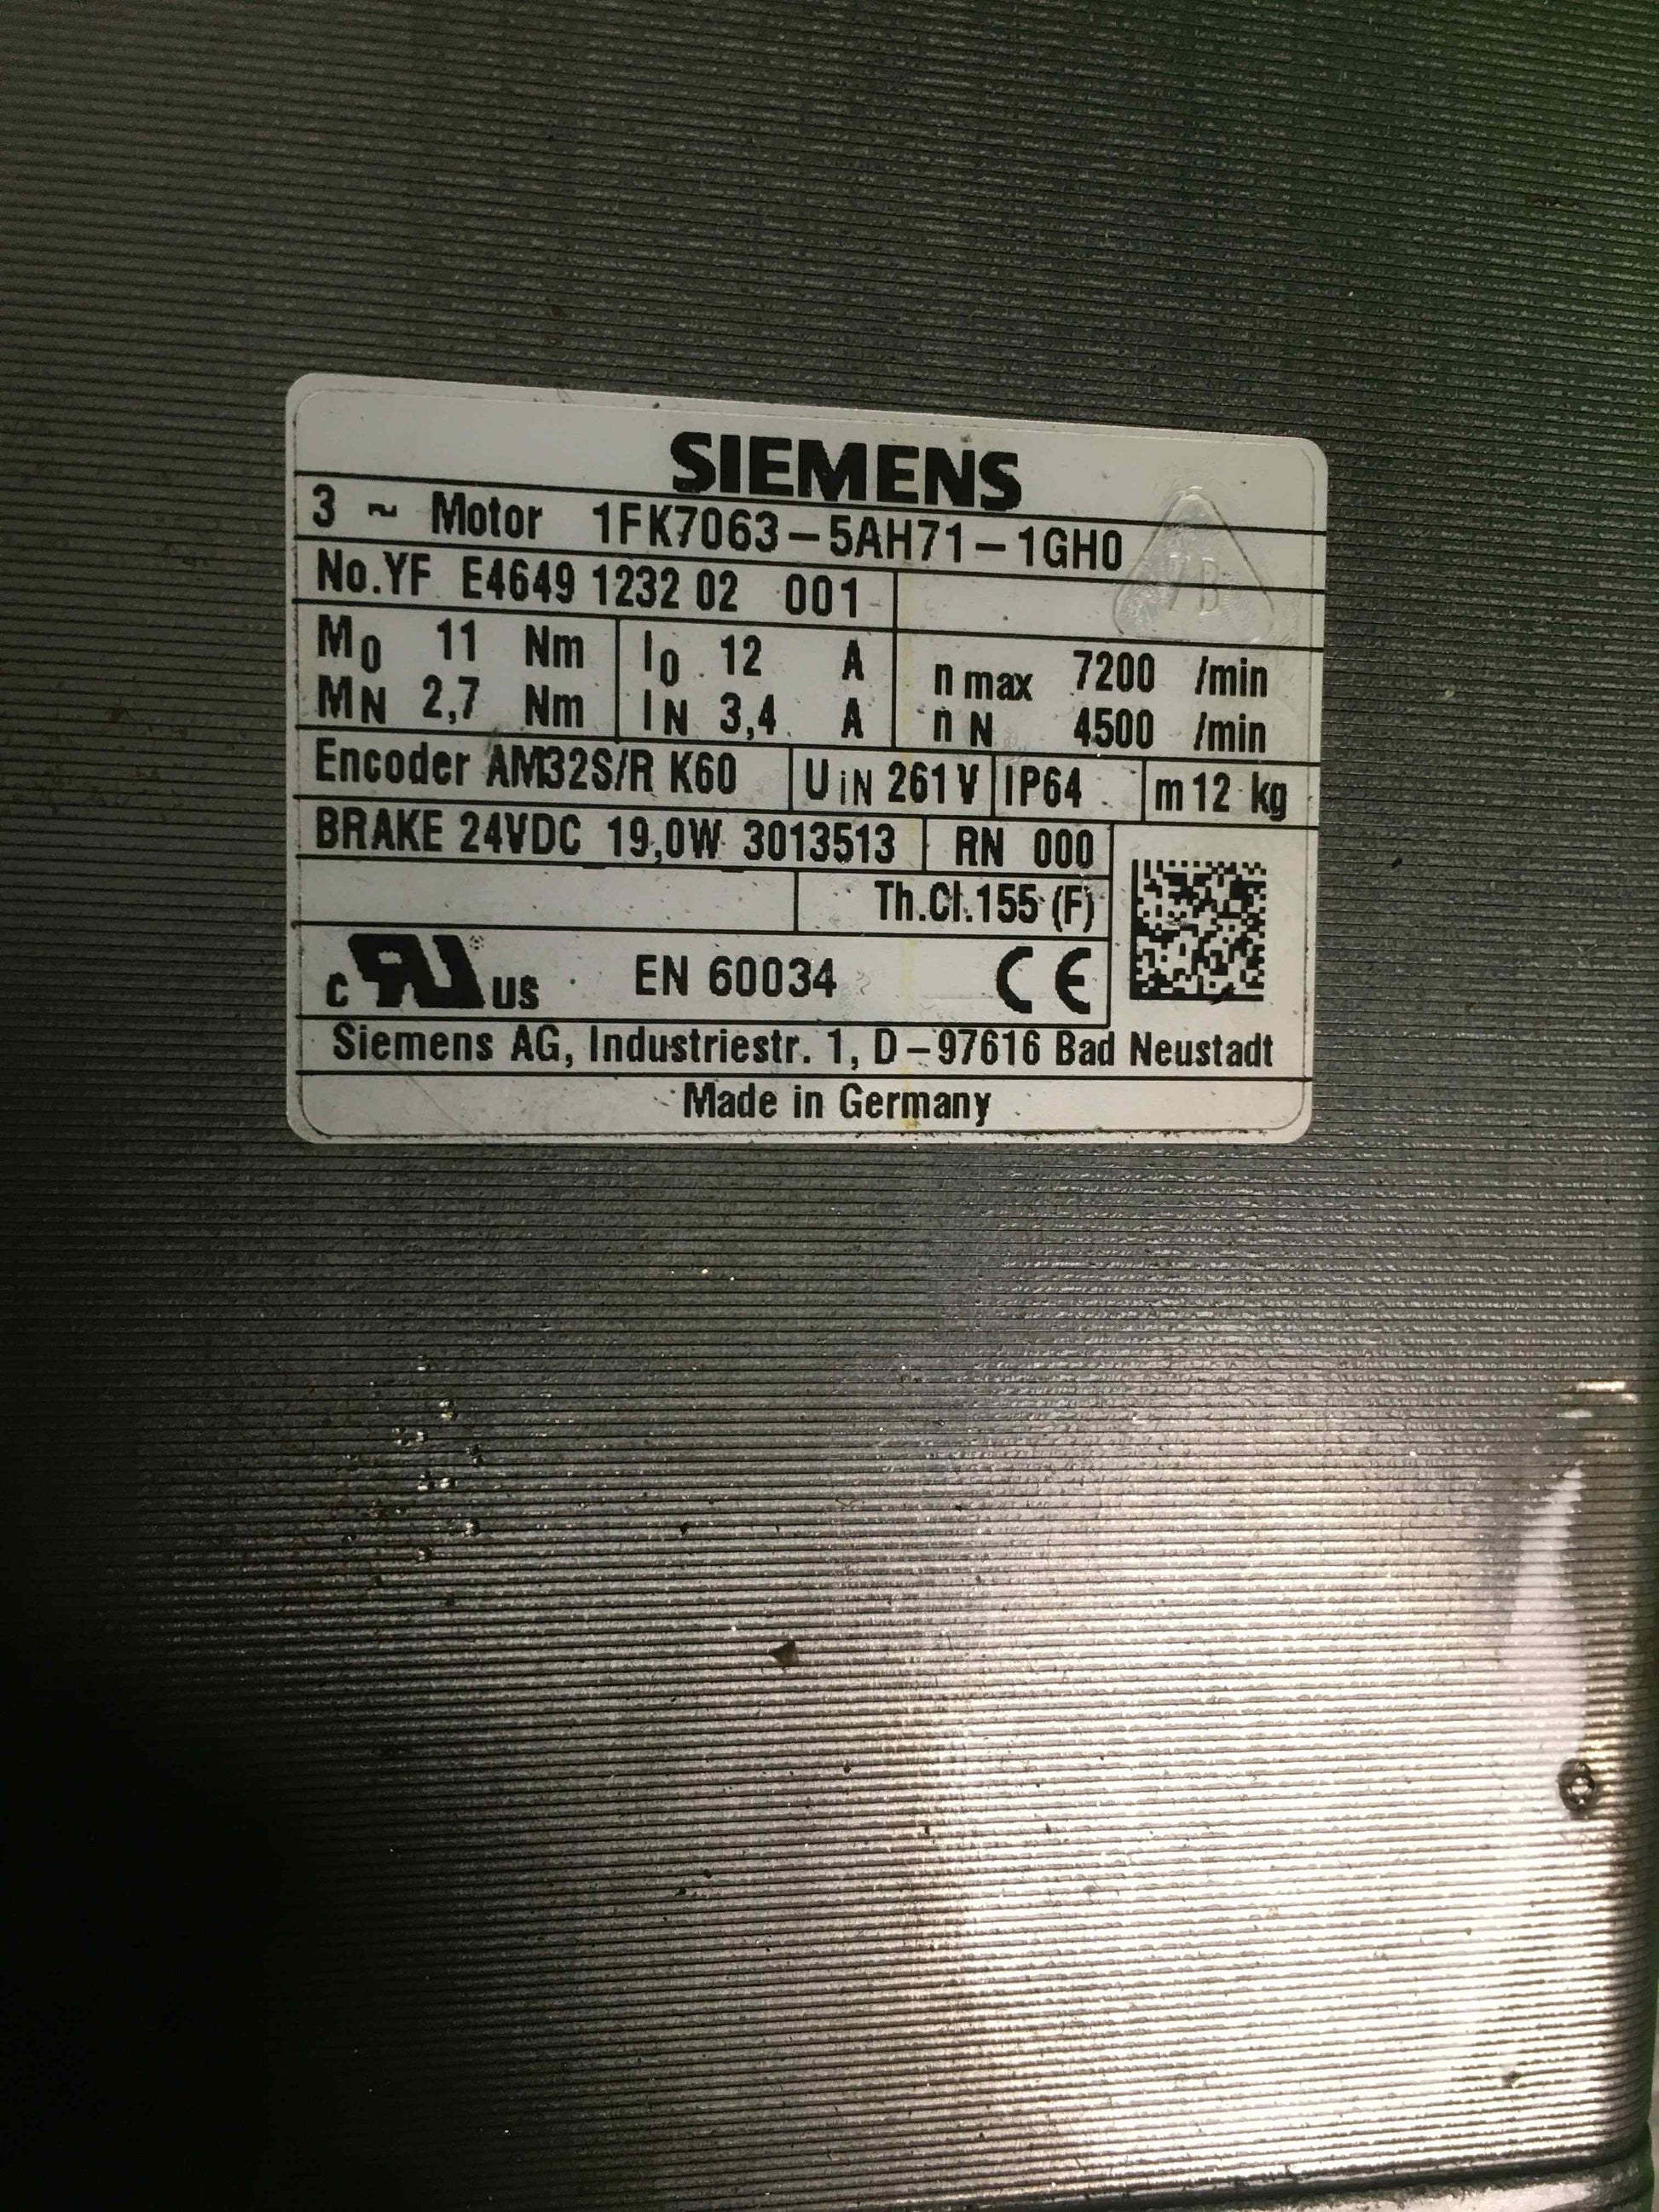 SIEMENS
3 ~ Motor 1FK7063-5AH71-1GH0
No.YF E4649 1232 02 001
M0 11 Nm I0 12 A n max 7200 /min
MN 2,7 Nm IN 3,4 A n N 4500 /min
Encoder AM32S/R K60 UIN 261 V IP64 m 12 kg
BRAKE 24VDC 19,0W 3013513 RN 000
Th.Cl.155 (F)
c RU US EN 60034 CE
Siemens AG, Industriestr. 1, D-97616 Bad Neustadt
Made in Germany